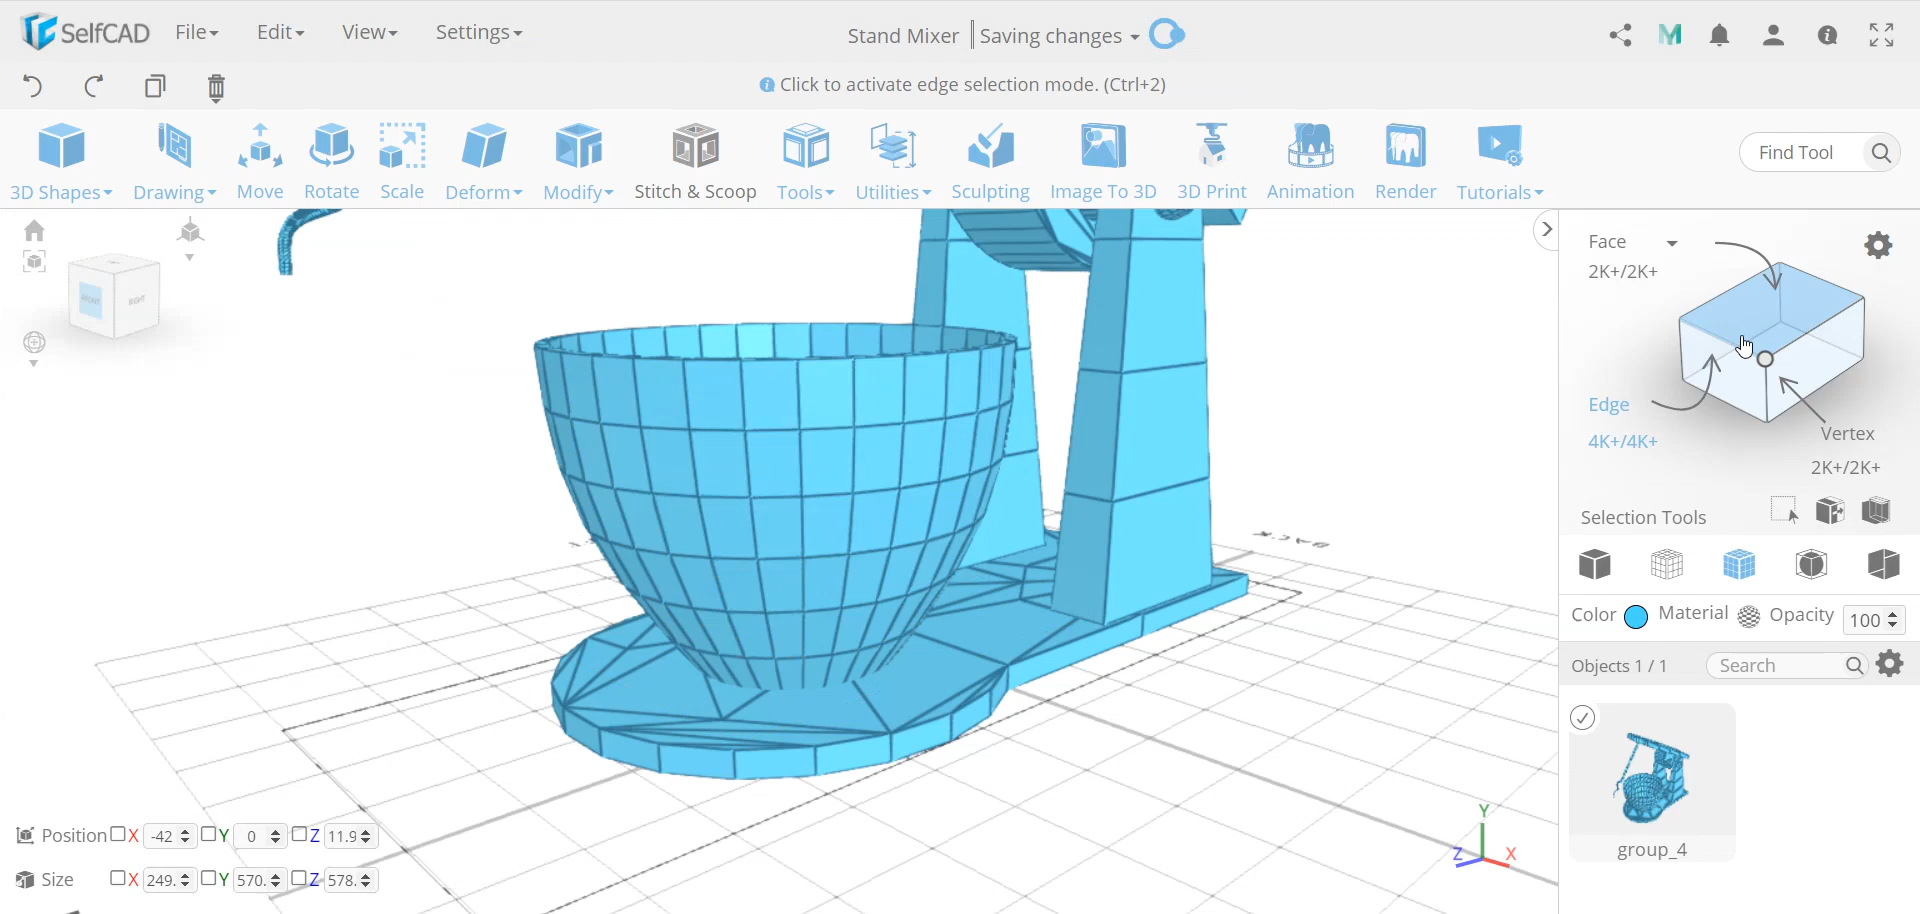 SelfCAD File Edit View Settings Stand Mixer Saving changes
Click to activate edge selection mode. (Ctrl+2)
3D Shapes Drawing Move Rotate Scale Deform Modify Stitch & Scoop Tools Utilities Sculpting Image To 3D 3D Print Animation Render Tutorials Find Tool
FRONT RIGHT
BACK
Face
2K+/2K+
Edge
4K+/4K+
Vertex
2K+/2K+
Selection Tools
Color Material Opacity 100
Objects 1 / 1 Search
group_4
Y
Z X
Position X -42 Y 0 Z 11.9
Size X 249. Y 570. Z 578.